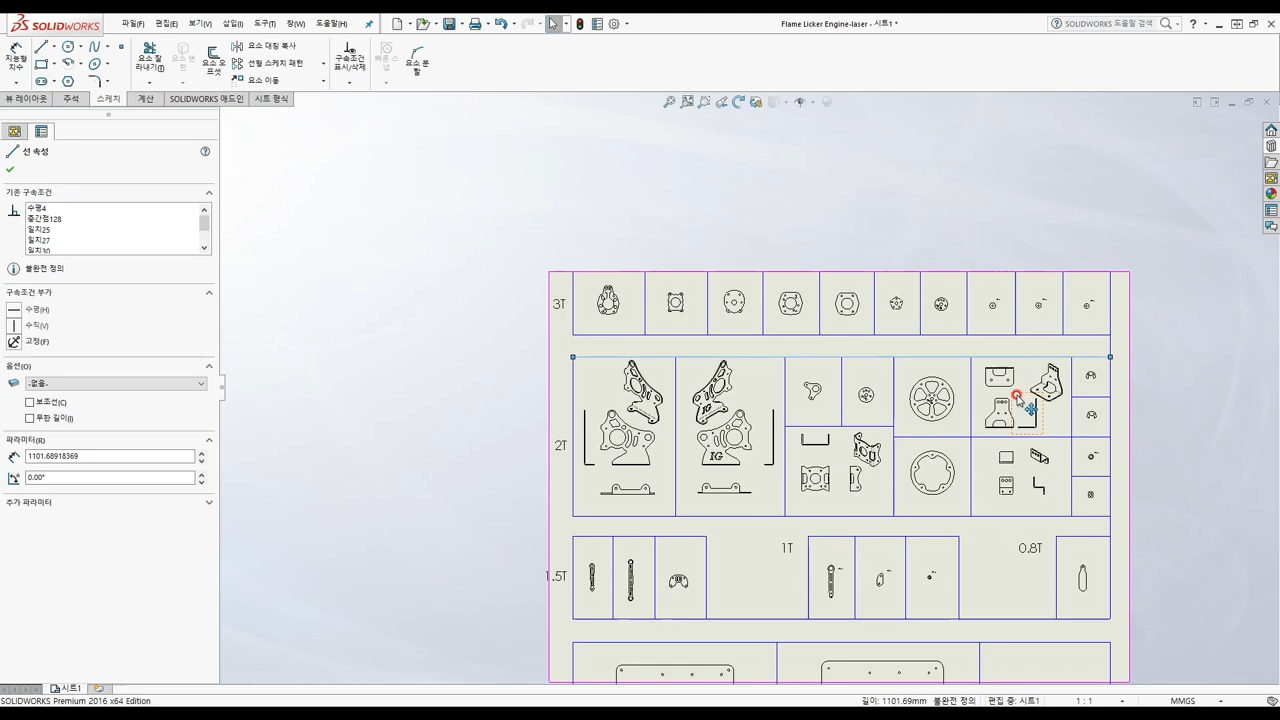 SOLIDWORKS
파일(F) 편집(E) 보기(V) 삽입(I) 도구(T) 창(W) 도움말(H)
Flame Licker Engine-laser - 시트1 *
SOLIDWORKS 도움말 검색
지능형 치수
요소 잘라내기(I)
요소 변환
요소 오프셋
요소 대칭 복사
선형 스케치 패턴
요소 이동
구속조건 표시/삭제
빠른 스냅
요소 분할
뷰 레이아웃 주석 스케치 계산 SOLIDWORKS 애드인 시트 형식
선 속성
기존 구속조건
수평4
중간점128
일치25
일치27
일치30
불완전 정의
구속조건 부가
수평(H)
수직(V)
고정(F)
옵션(O)
-없음-
보조선(C)
무한 길이(I)
파라미터(R)
1101.68918369
0.00°
추가 파라미터
3T
2T
IG
IG
1.5T
1T
0.8T
시트1
SOLIDWORKS Premium 2016 x64 Edition
길이: 1101.69mm 불완전 정의 편집 중: 시트1 1 : 1 MMGS